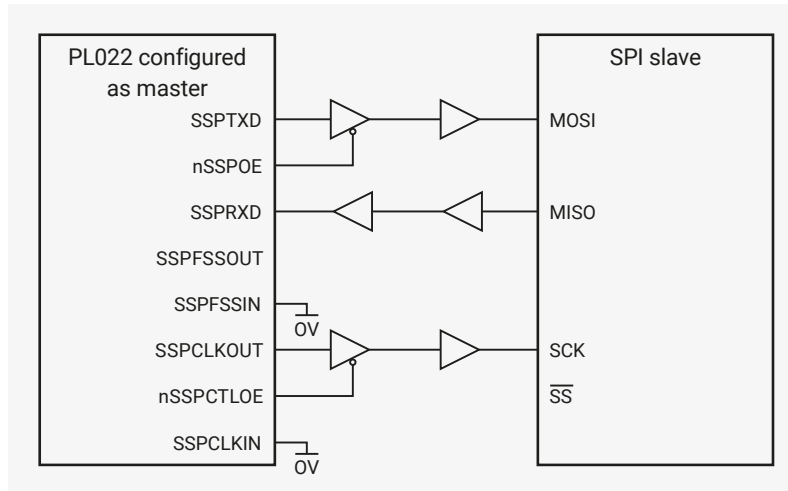 PL022 configured
as master
SPI slave
SSPTXD
MOSI
nSSPOE
SSPRXD
MISO
SSPFSSOUT
SSPFSSIN
0V
SSPCLKOUT
SCK
nSSPCTLOE
SS
SSPCLKIN
0V